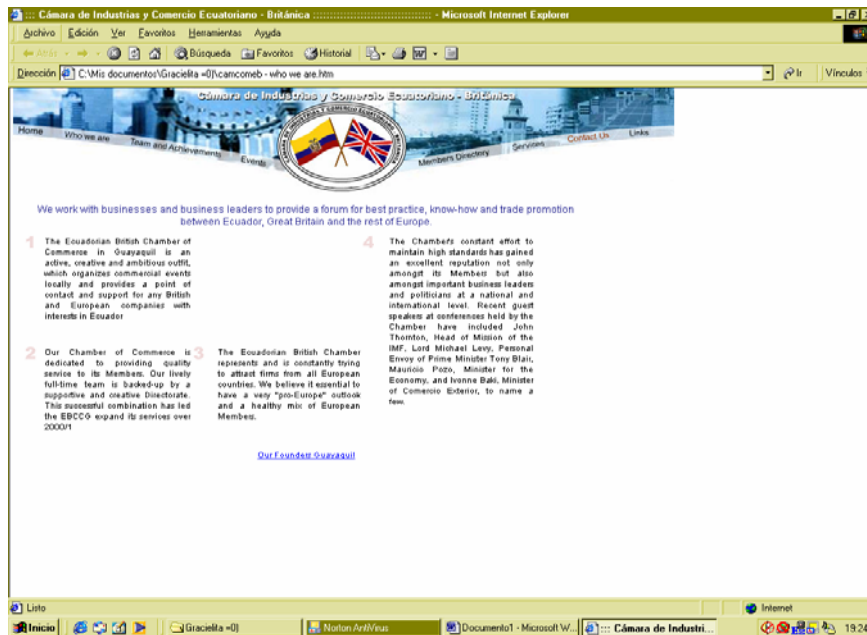 ::: Cámara de Industrias y Comercio Ecuatoriano - Británica :::::::::::::::::::::::::::::::::: - Microsoft Internet Explorer
Archivo Edición Ver Favoritos Herramientas Ayuda
Atrás Búsqueda Favoritos Historial
Dirección C:\Mis documentos\Gracielita =0]\camcomeb - who we are.htm Ir Vínculos
Cámara de Industrias y Comercio Ecuatoriano - Británica
Home Who we are Team and Achievements Events Members Directory Services Contact Us Links
We work with businesses and business leaders to provide a forum for best practice, know-how and trade promotion
between Ecuador, Great Britain and the rest of Europe.
1 The Ecuadorian British Chamber of
Commerce in Guayaquil is an
active, creative and ambitious outfit,
which organizes commercial events
locally and provides a point of
contact and support for any British
and European companies with
interests in Ecuador
2 Our Chamber of Commerce is
dedicated to providing quality
service to its Members. Our lively
full-time team is backed-up by a
supportive and creative Directorate.
This successful combination has led
the EBCCG expand its services over
2000/1
3 The Ecuadorian British Chamber
represents and is constantly trying
to attract firms from all European
countries. We believe it essential to
have a very "pro-Europe" outlook
and a healthy mix of European
Members.
4 The Chamber's constant effort to
maintain high standards has gained
an excellent reputation not only
amongst its Members but also
amongst important business leaders
and politicians at a national and
international level. Recent guest
speakers at conferences held by the
Chamber have included John
Thornton, Head of Mission of the
IMF, Lord Michael Levy, Personal
Envoy of Prime Minister Tony Blair,
Mauricio Pozo, Minister for the
Economy, and Ivonne Baki, Minister
of Comercio Exterior, to name a
few.
Our Founders Guayaquil
Listo Internet
Inicio Gracielita =0] Norton AntiVirus Documento1 - Microsoft W... ::: Cámara de Industri... 19:24